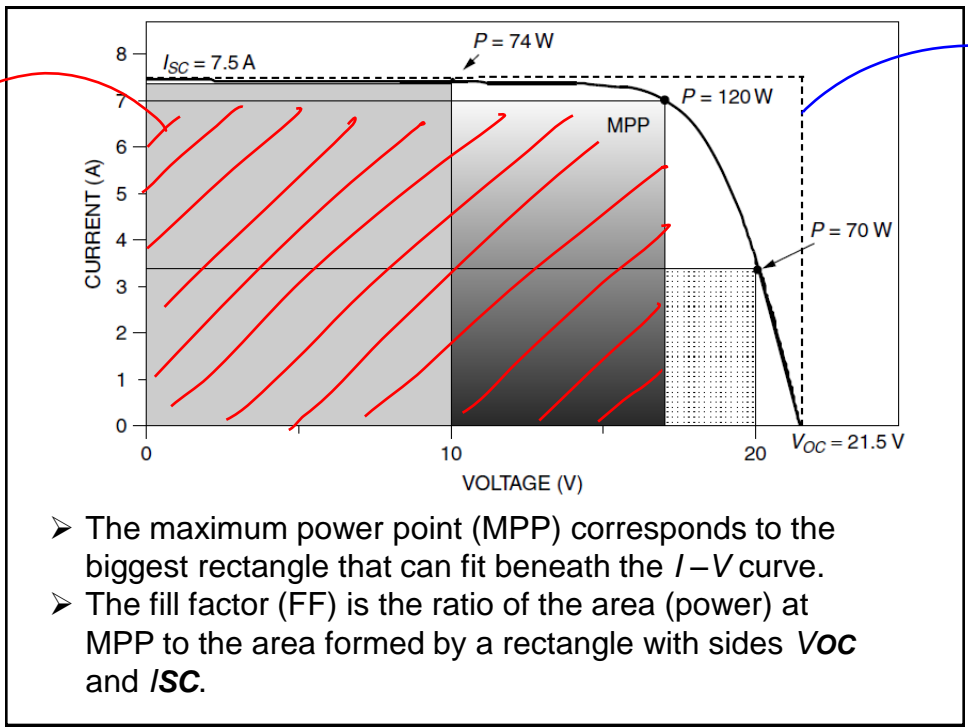 P = 74 W
8
I_SC = 7.5 A
7
P = 120 W
MPP
6
5
4
P = 70 W
3
2
1
0
CURRENT (A)
V_OC = 21.5 V
0 10 20
VOLTAGE (V)
➢ The maximum power point (MPP) corresponds to the
biggest rectangle that can fit beneath the I –V curve.
➢ The fill factor (FF) is the ratio of the area (power) at
MPP to the area formed by a rectangle with sides VOC
and ISC.